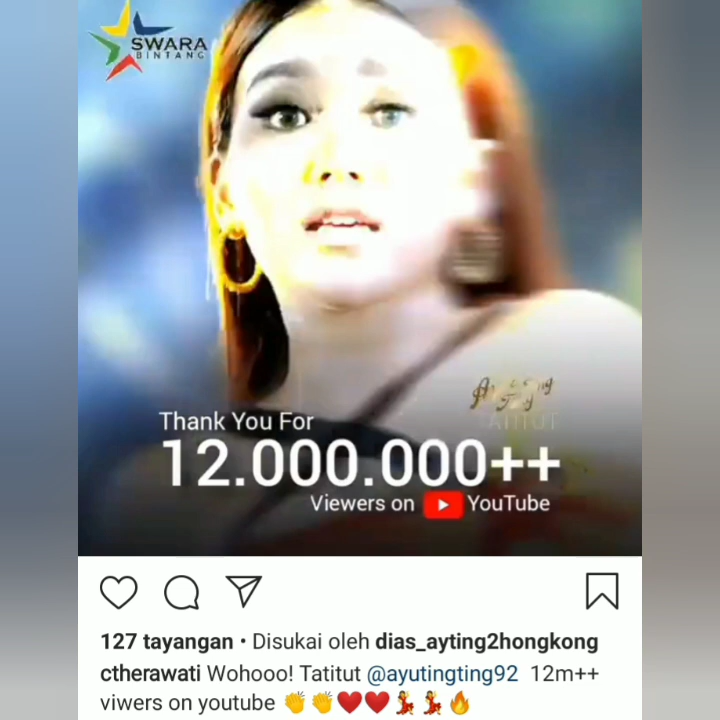 SWARA
BINTANG
Thank You For
TATITUT
12.000.000++
Viewers on YouTube
127 tayangan • Disukai oleh dias_ayting2hongkong
ctherawati Wohooo! Tatitut @ayutingting92 12m++
viwers on youtube 👏👏❤️❤️💃💃🔥